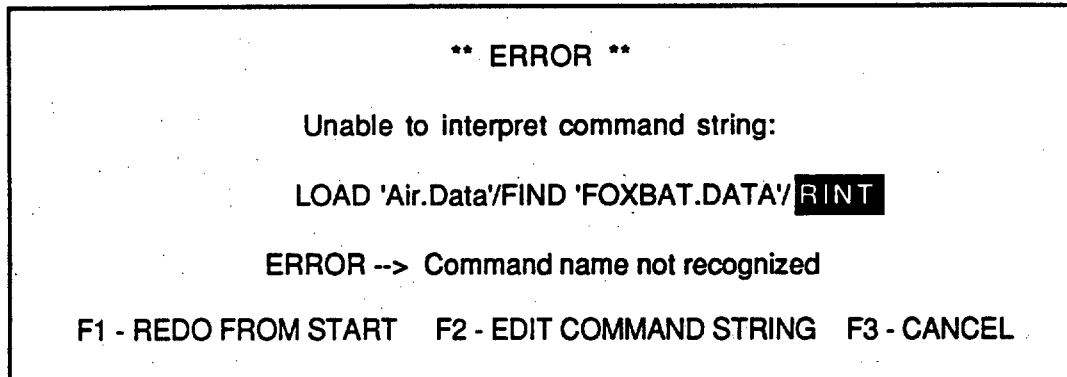 ** ERROR **
Unable to interpret command string:
LOAD 'Air.Data'/FIND 'FOXBAT.DATA'/RINT
ERROR --> Command name not recognized
F1 - REDO FROM START F2 - EDIT COMMAND STRING F3 - CANCEL